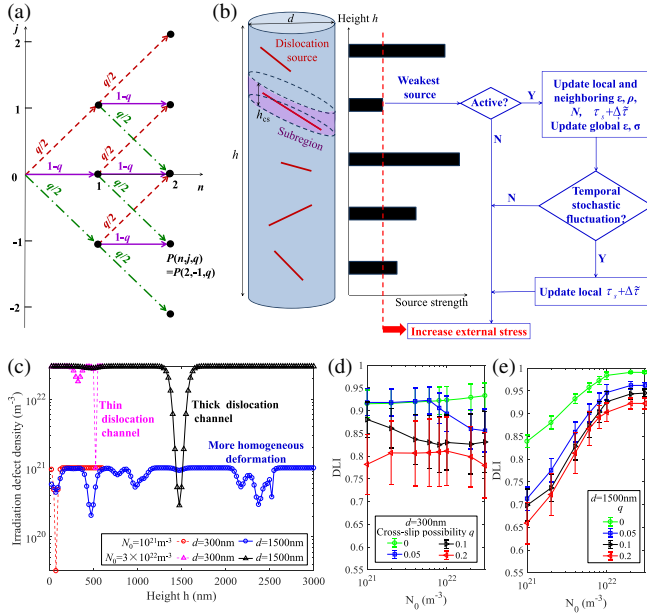 (a)
j
2
1
0
-1
-2
q/2
1-q
q/2
q/2
1-q
q/2
1-q
1-q
q/2
q/2
1
2
n
P(n,j,q)
=P(2,-1,q)
(b)
d
h
Dislocation
source
h_cs
Subregion
Height h
Source strength
Weakest
source
Active?
Y
N
Update local and
neighboring ε, ρ,
N, τ_s+Δτ̃
Update global ε, σ
Temporal
stochastic
fluctuation?
N
Y
Update local τ_s+Δτ̃
Increase external stress
(c)
Irradiation defect density (m⁻³)
10²²
10²¹
10²⁰
Thin
dislocation
channel
Thick dislocation
channel
More homogeneous
deformation
N₀=10²¹m⁻³ d=300nm d=1500nm
N₀=3×10²²m⁻³ d=300nm d=1500nm
0 500 1000 1500 2000 2500 3000
Height h (nm)
(d)
DLI
1
0.95
0.9
0.85
0.8
0.75
0.7
0.65
0.6
0.55
0.5
d=300nm
Cross-slip possibility q
0 0.1
0.05 0.2
10²¹ 10²²
N₀ (m⁻³)
(e)
DLI
1
0.95
0.9
0.85
0.8
0.75
0.7
0.65
0.6
0.55
0.5
d=1500nm
q
0
0.05
0.1
0.2
10²¹ 10²²
N₀ (m⁻³)